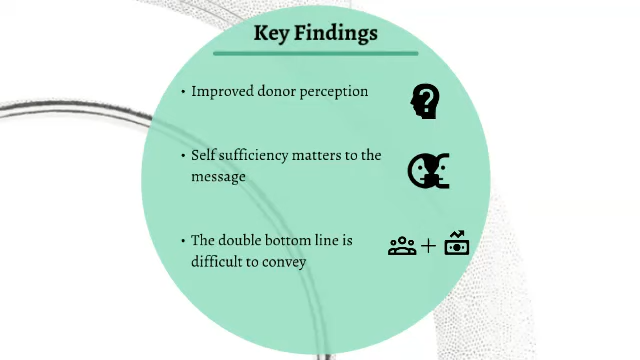 Key Findings
• Improved donor perception
• Self sufficiency matters to the
message
• The double bottom line is
difficult to convey